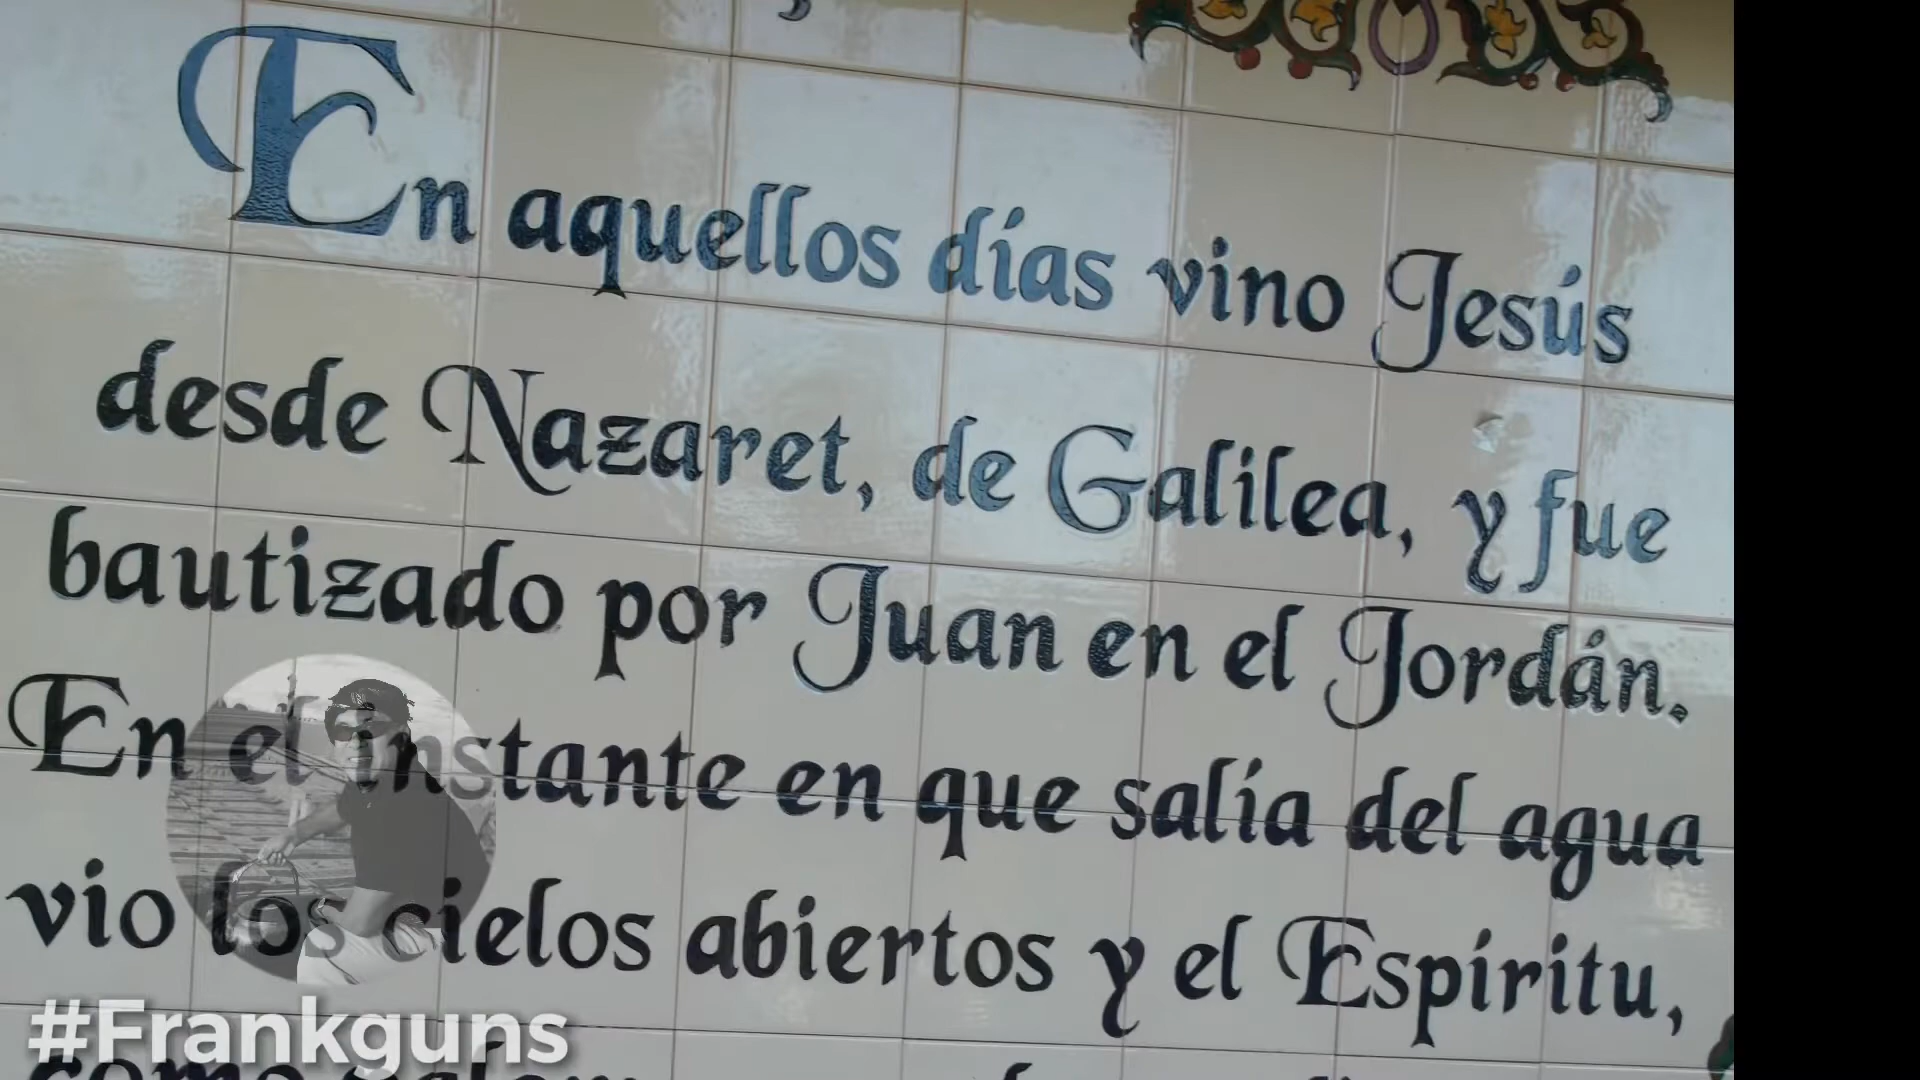 En aquellos días vino Jesús
desde Nazaret, de Galilea, y fue
bautizado por Juan en el Jordán.
En el instante en que salía del agua
vio los cielos abiertos y el Espíritu,
#Frankguns
como